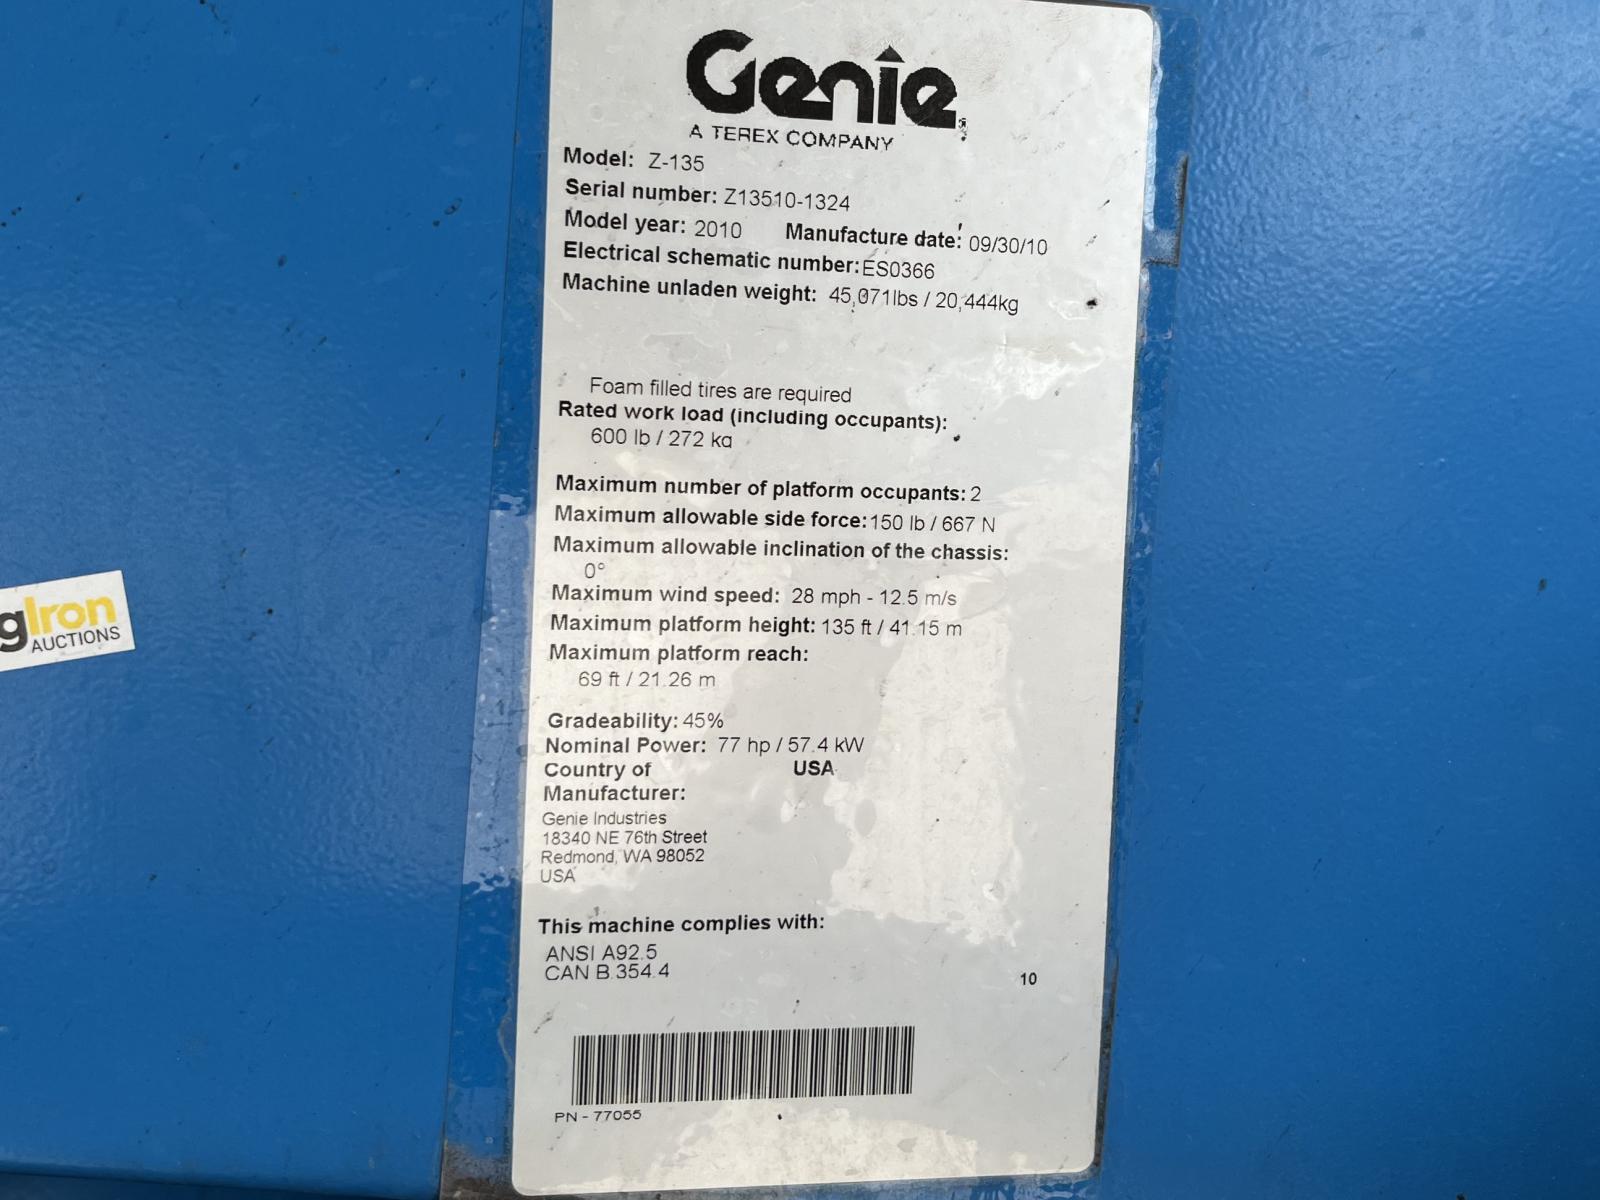 Genie
A TEREX COMPANY
Model: Z-135
Serial number: Z13510-1324
Model year: 2010 Manufacture date: 09/30/10
Electrical schematic number: ES0366
Machine unladen weight: 45,071lbs / 20,444kg
Foam filled tires are required
Rated work load (including occupants):
600 lb / 272 kg
Maximum number of platform occupants: 2
Maximum allowable side force: 150 lb / 667 N
Maximum allowable inclination of the chassis:
0°
Maximum wind speed: 28 mph - 12.5 m/s
Maximum platform height: 135 ft / 41.15 m
Maximum platform reach:
69 ft / 21.26 m
Gradeability: 45%
Nominal Power: 77 hp / 57.4 kW
Country of USA
Manufacturer:
Genie Industries
18340 NE 76th Street
Redmond, WA 98052
USA
This machine complies with:
ANSI A92.5
CAN B.354.4
10
PN - 77055
gIron
AUCTIONS